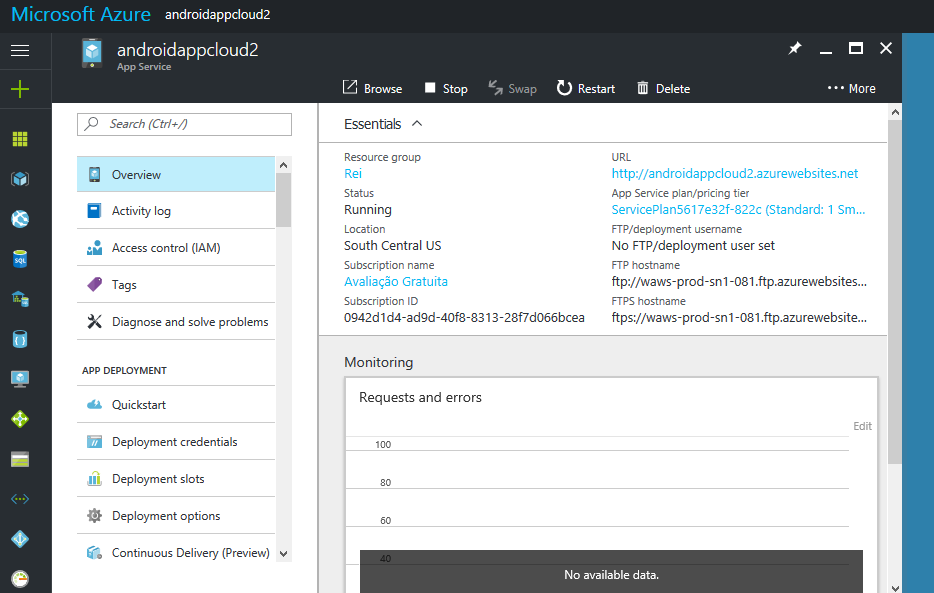 Microsoft Azure androidappcloud2
androidappcloud2
App Service
Browse Stop Swap Restart Delete More
Search (Ctrl+/)
Overview
Activity log
Access control (IAM)
Tags
Diagnose and solve problems
APP DEPLOYMENT
Quickstart
Deployment credentials
Deployment slots
Deployment options
Continuous Delivery (Preview)
Essentials
Resource group
Rei
Status
Running
Location
South Central US
Subscription name
Avaliação Gratuita
Subscription ID
0942d1d4-ad9d-40f8-8313-28f7d066bcea
URL
http://androidappcloud2.azurewebsites.net
App Service plan/pricing tier
ServicePlan5617e32f-822c (Standard: 1 Sm...
FTP/deployment username
No FTP/deployment user set
FTP hostname
ftp://waws-prod-sn1-081.ftp.azurewebsites...
FTPS hostname
ftps://waws-prod-sn1-081.ftp.azurewebsite...
Monitoring
Requests and errors
Edit
100
80
60
40
No available data.
SQL